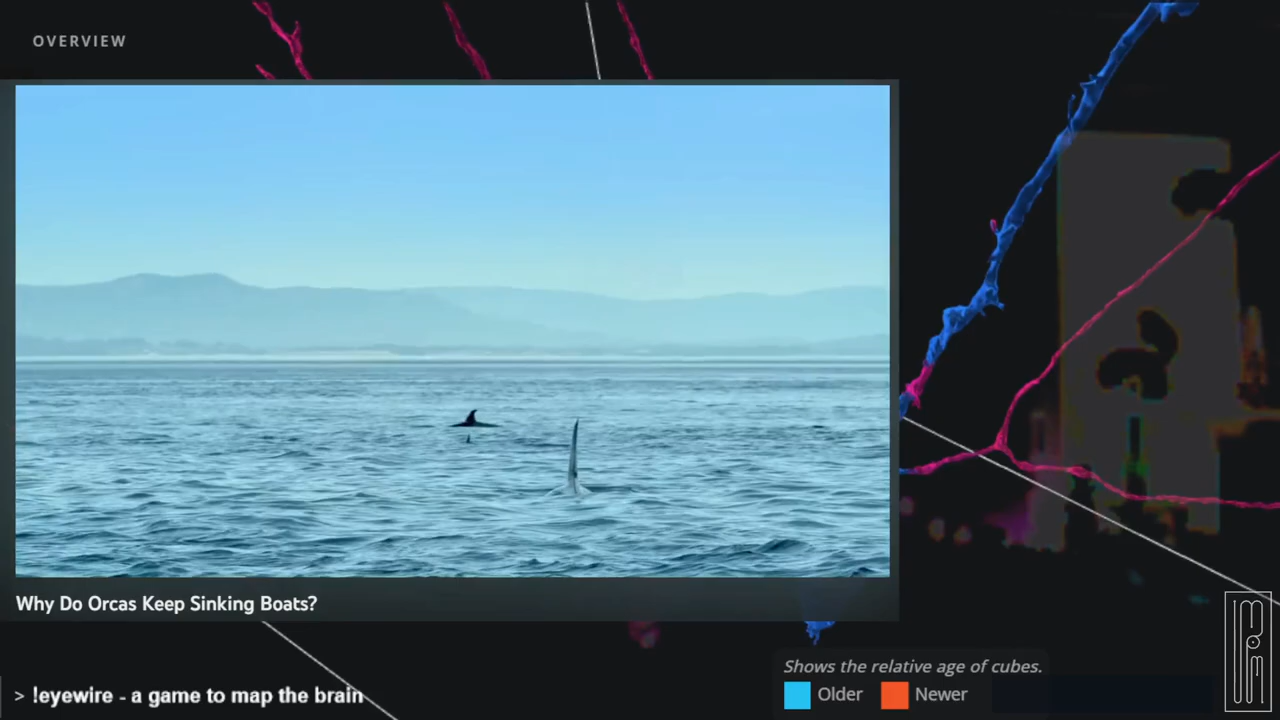 OVERVIEW
Why Do Orcas Keep Sinking Boats?
Shows the relative age of cubes.
Older Newer
> !eyewire - a game to map the brain